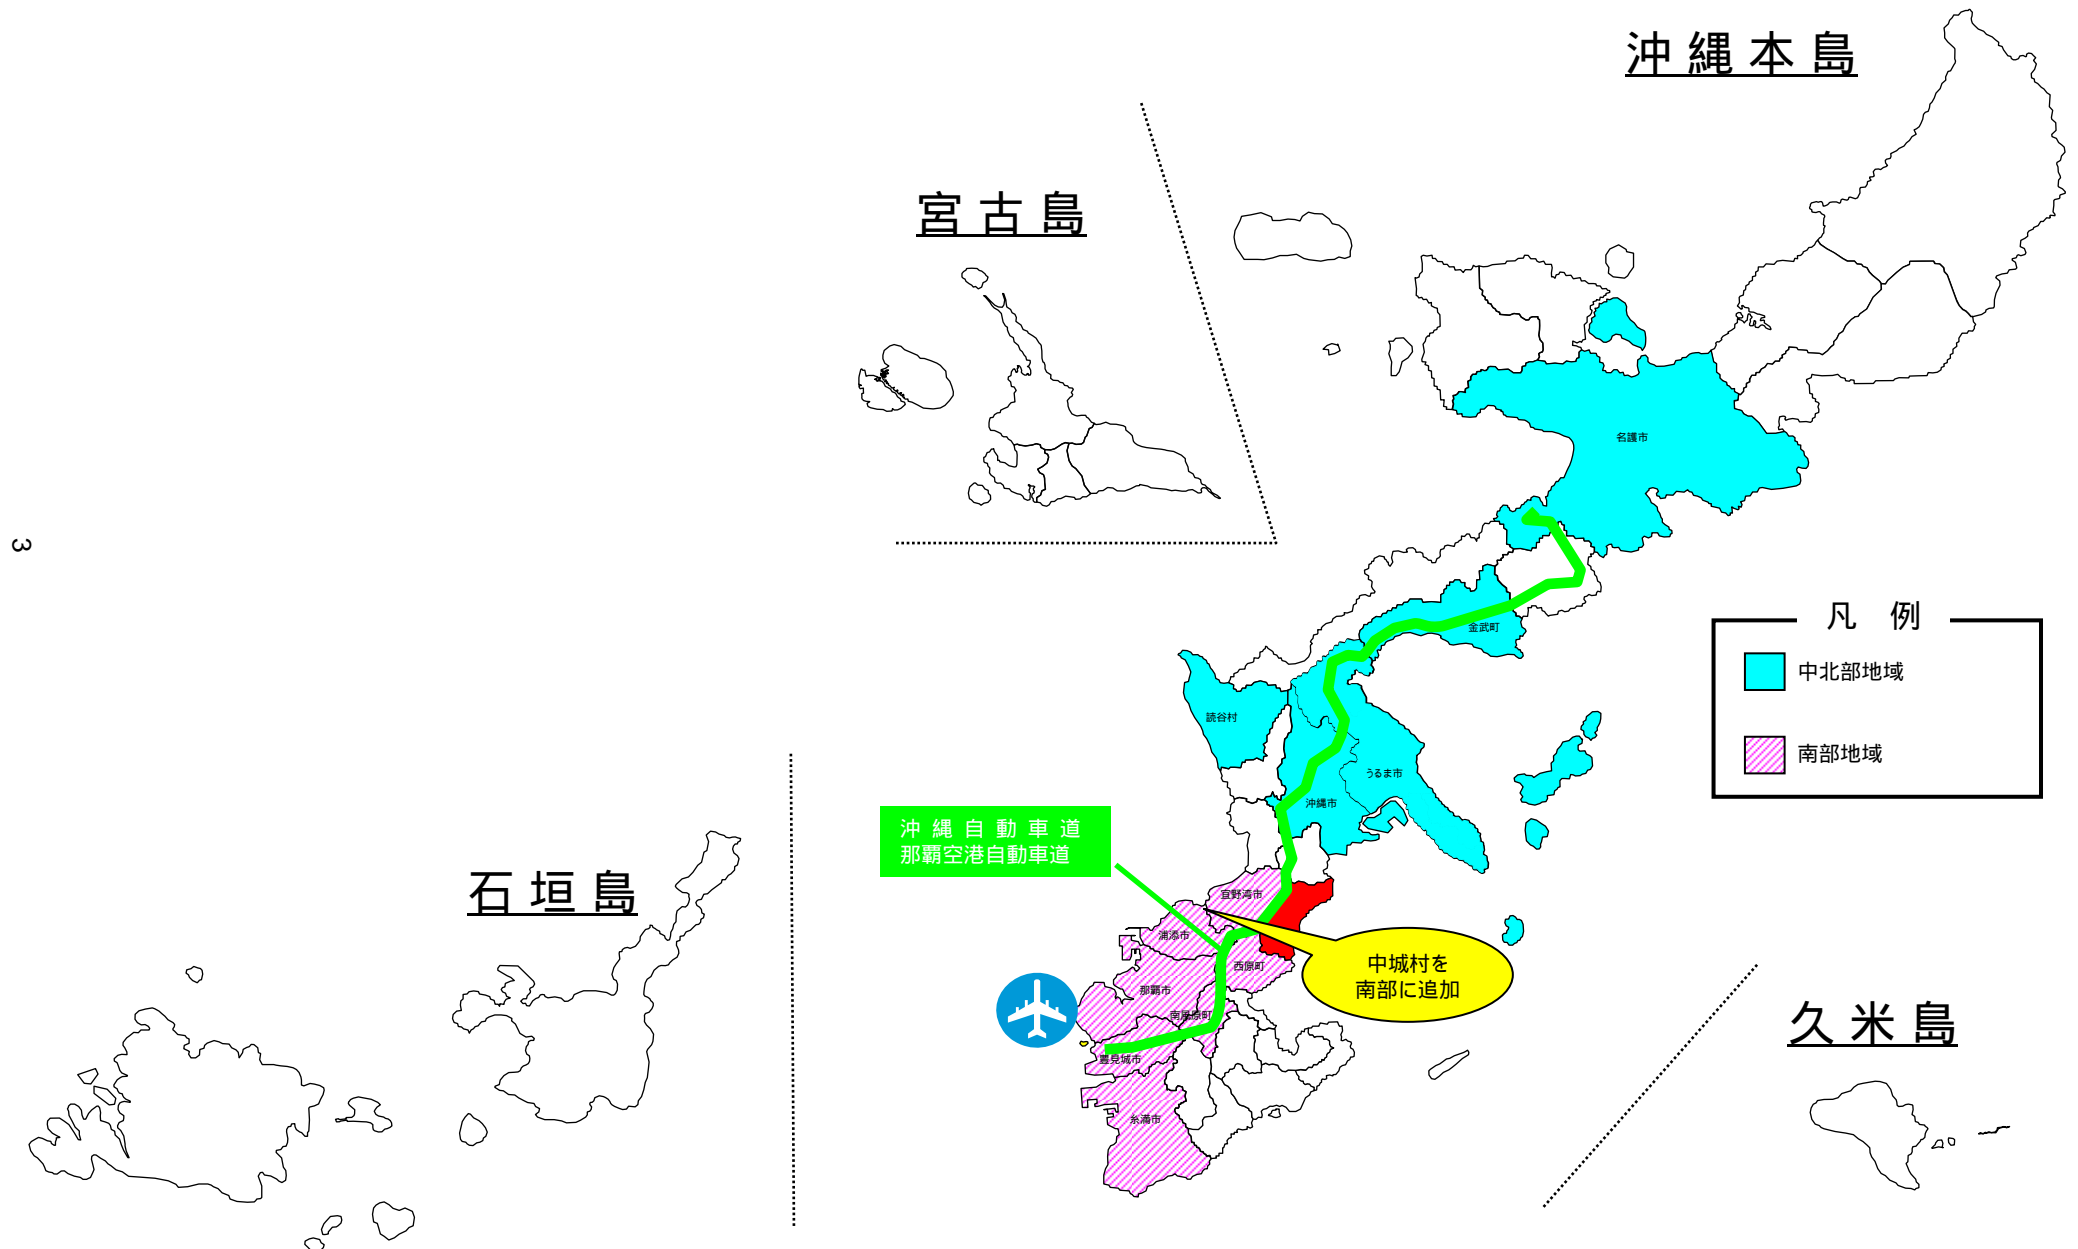 沖縄本島
宮古島
名護市
3
凡 例
金武町
中北部地域
読谷村
南部地域
うるま市
沖縄市
沖縄自動車道
那覇空港自動車道
石垣島
宜野湾市
浦添市
西原町
中城村を
南部に追加
那覇市
南風原町
久米島
豊見城市
糸満市